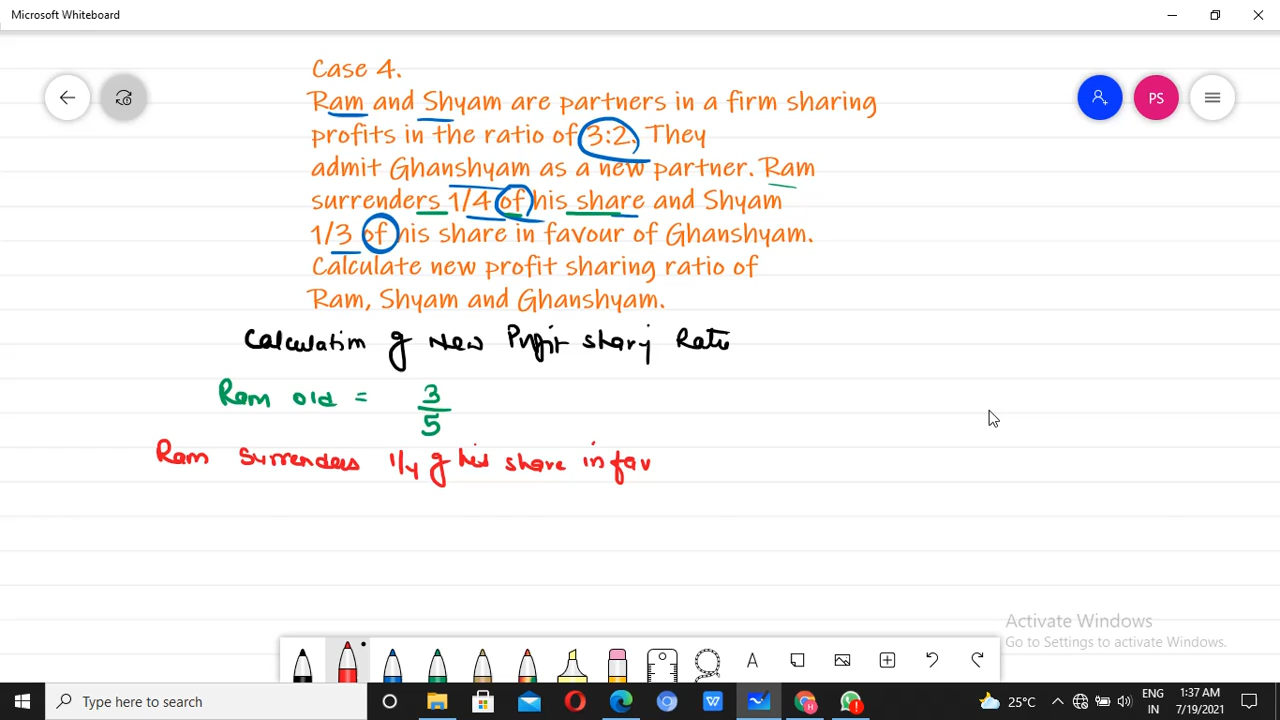 Microsoft Whiteboard
Case 4.
Ram and Shyam are partners in a firm sharing
profits in the ratio of 3:2. They
admit Ghanshyam as a new partner. Ram
surrenders 1/4 of his share and Shyam
1/3 of his share in favour of Ghanshyam.
Calculate new profit sharing ratio of
Ram, Shyam and Ghanshyam.
PS
Calculation of New Profit sharing Ratio
Ram old = 3/5
Ram Surrenders 1/4 of his share in fav
Activate Windows
Go to Settings to activate Windows.
Type here to search
25°C
ENG
IN
1:37 AM
7/19/2021